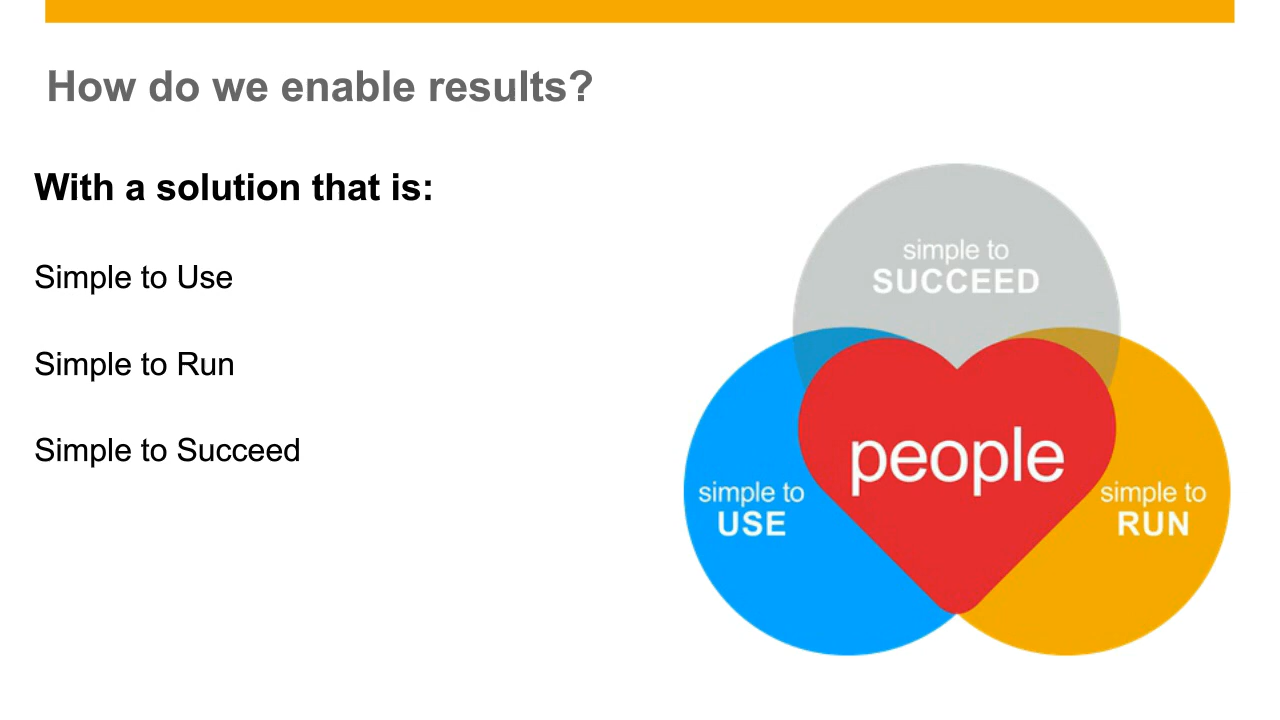 How do we enable results?
With a solution that is:
Simple to Use
Simple to Run
Simple to Succeed
simple to
SUCCEED
people
simple to
USE
simple to
RUN